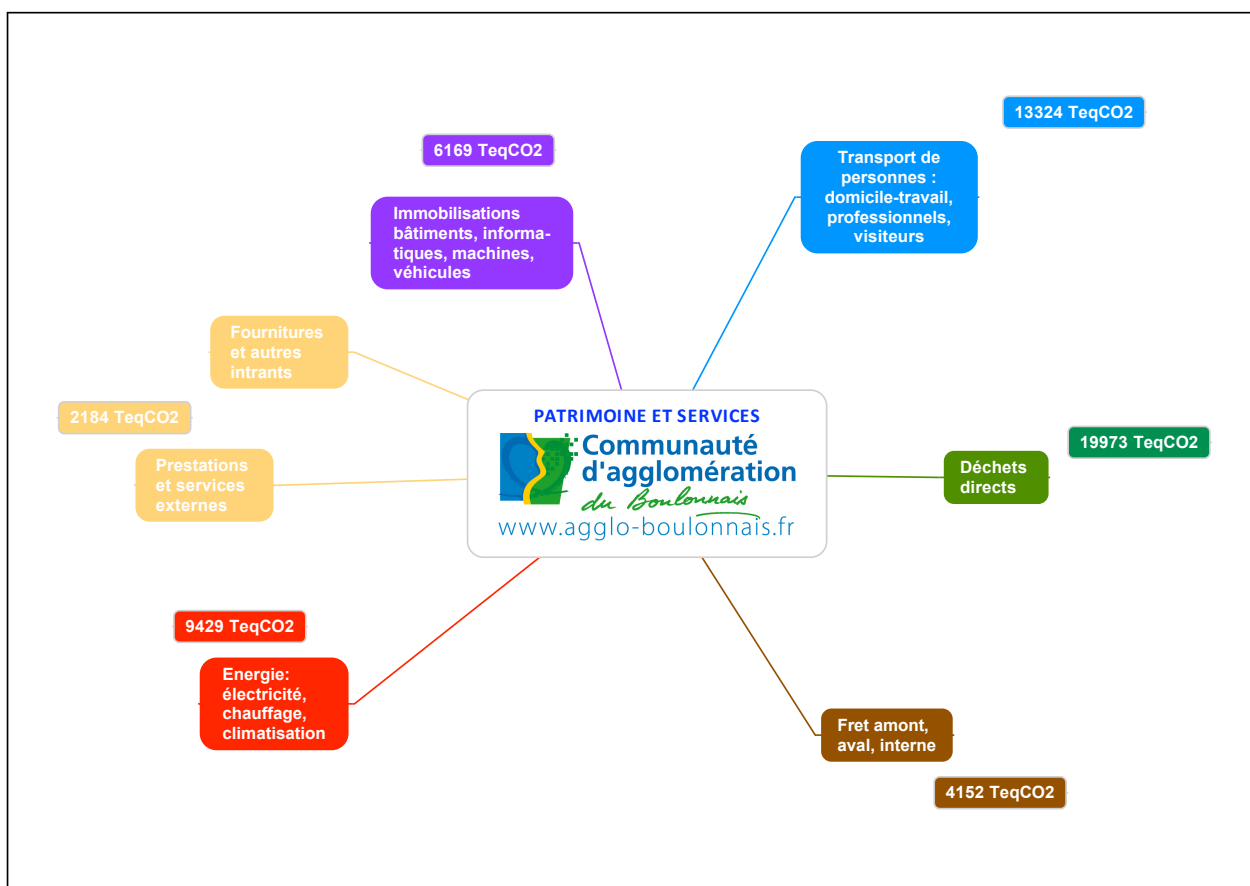 13324 TeqCO2
Transport de
personnes :
domicile-travail,
professionnels,
visiteurs
6169 TeqCO2
Immobilisations
bâtiments, informa-
tiques, machines,
véhicules
Fournitures
et autres
intrants
2184 TeqCO2
Prestations
et services
externes
PATRIMOINE ET SERVICES
Communauté
d'agglomération
du Boulonnais
www.agglo-boulonnais.fr
19973 TeqCO2
Déchets
directs
9429 TeqCO2
Energie:
électricité,
chauffage,
climatisation
Fret amont,
aval, interne
4152 TeqCO2